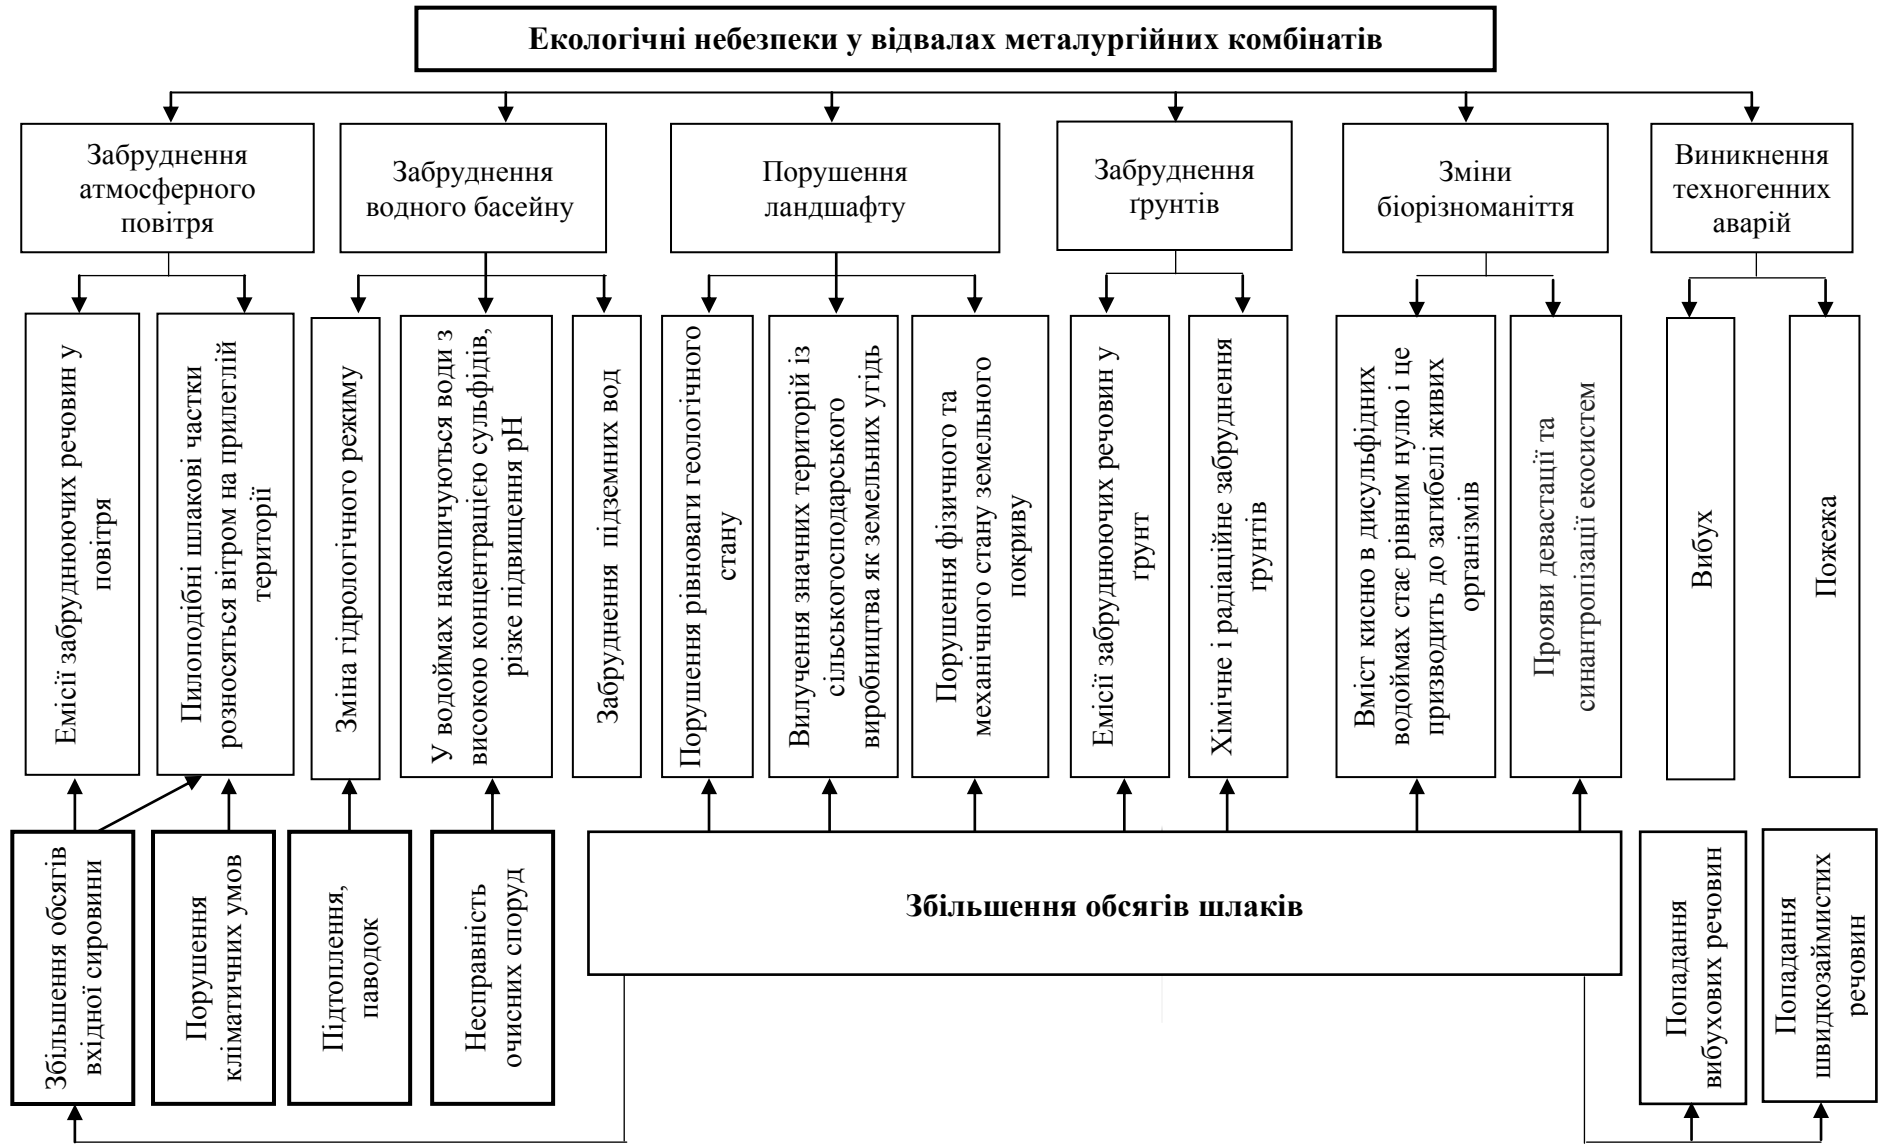 Екологічні небезпеки у відвалах металургійних комбінатів
Забруднення
атмосферного
повітря
Забруднення
водного басейну
Порушення
ландшафту
Забруднення
ґрунтів
Зміни
біорізноманіття
Виникнення
техногенних
аварій
Емісії забруднюючих речовин у
повітря
Пилоподібні шлакові частки
розносяться вітром на прилеглій
території
Зміна гідрологічного режиму
У водоймах накопичуються води з
високою концентрацією сульфідів,
різке підвищення рН
Забруднення підземних вод
Порушення рівноваги геологічного
стану
Вилучення значних територій із
сільськогосподарського
виробництва як земельних угідь
Порушення фізичного та
механічного стану земельного
покриву
Емісії забруднюючих речовин у
ґрунт
Хімічне і радіаційне забруднення
ґрунтів
Вміст кисню в дисульфідних
водоймах стає рівним нулю і це
призводить до загибелі живих
організмів
Прояви девастації та
синантропізації екосистем
Вибух
Пожежа
Збільшення обсягів
вхідної сировини
Порушення
кліматичних умов
Підтоплення,
паводок
Несправність
очисних споруд
Збільшення обсягів шлаків
Попадання
вибухових речовин
Попадання
швидкозаймистих
речовин